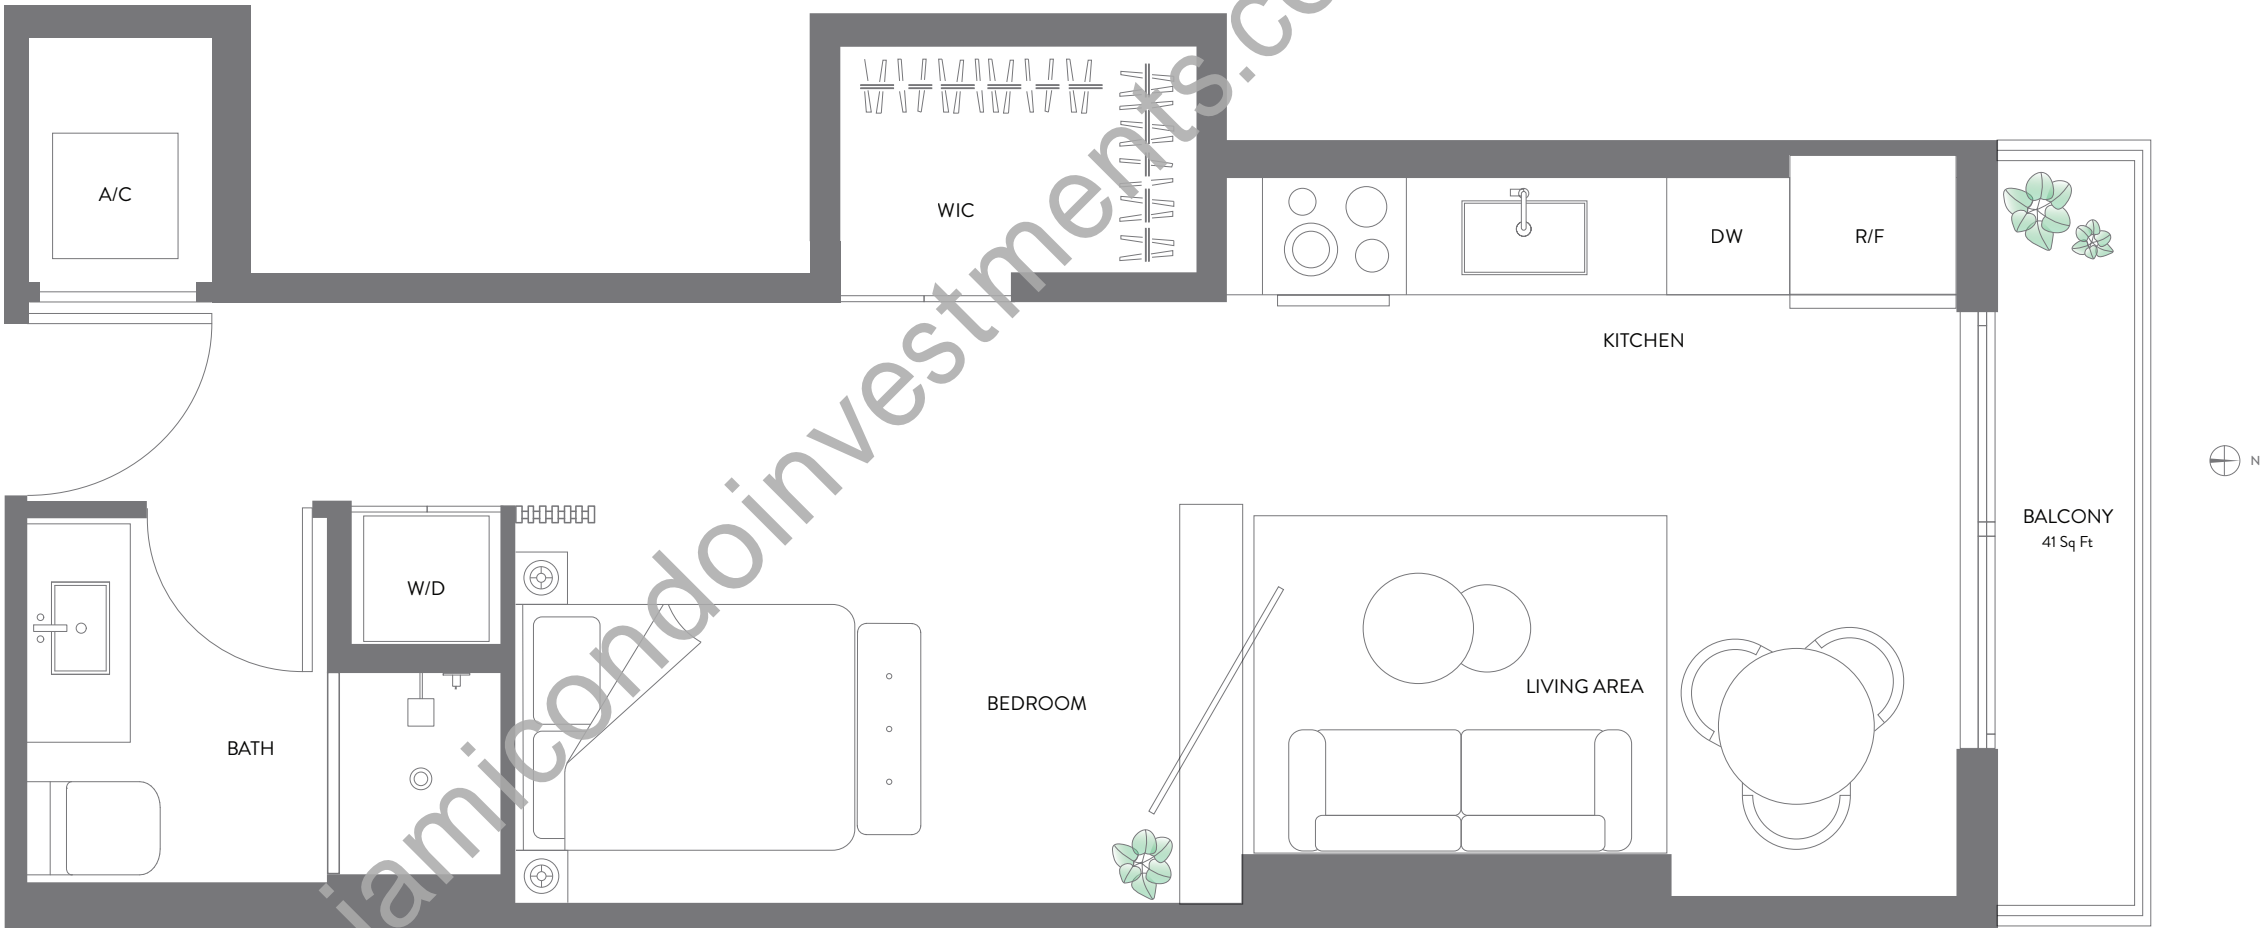 A/C
WIC
DW
R/F
KITCHEN
N
BALCONY
41 Sq Ft
W/D
LIVING AREA
BEDROOM
BATH
iamicondoinvestments.co